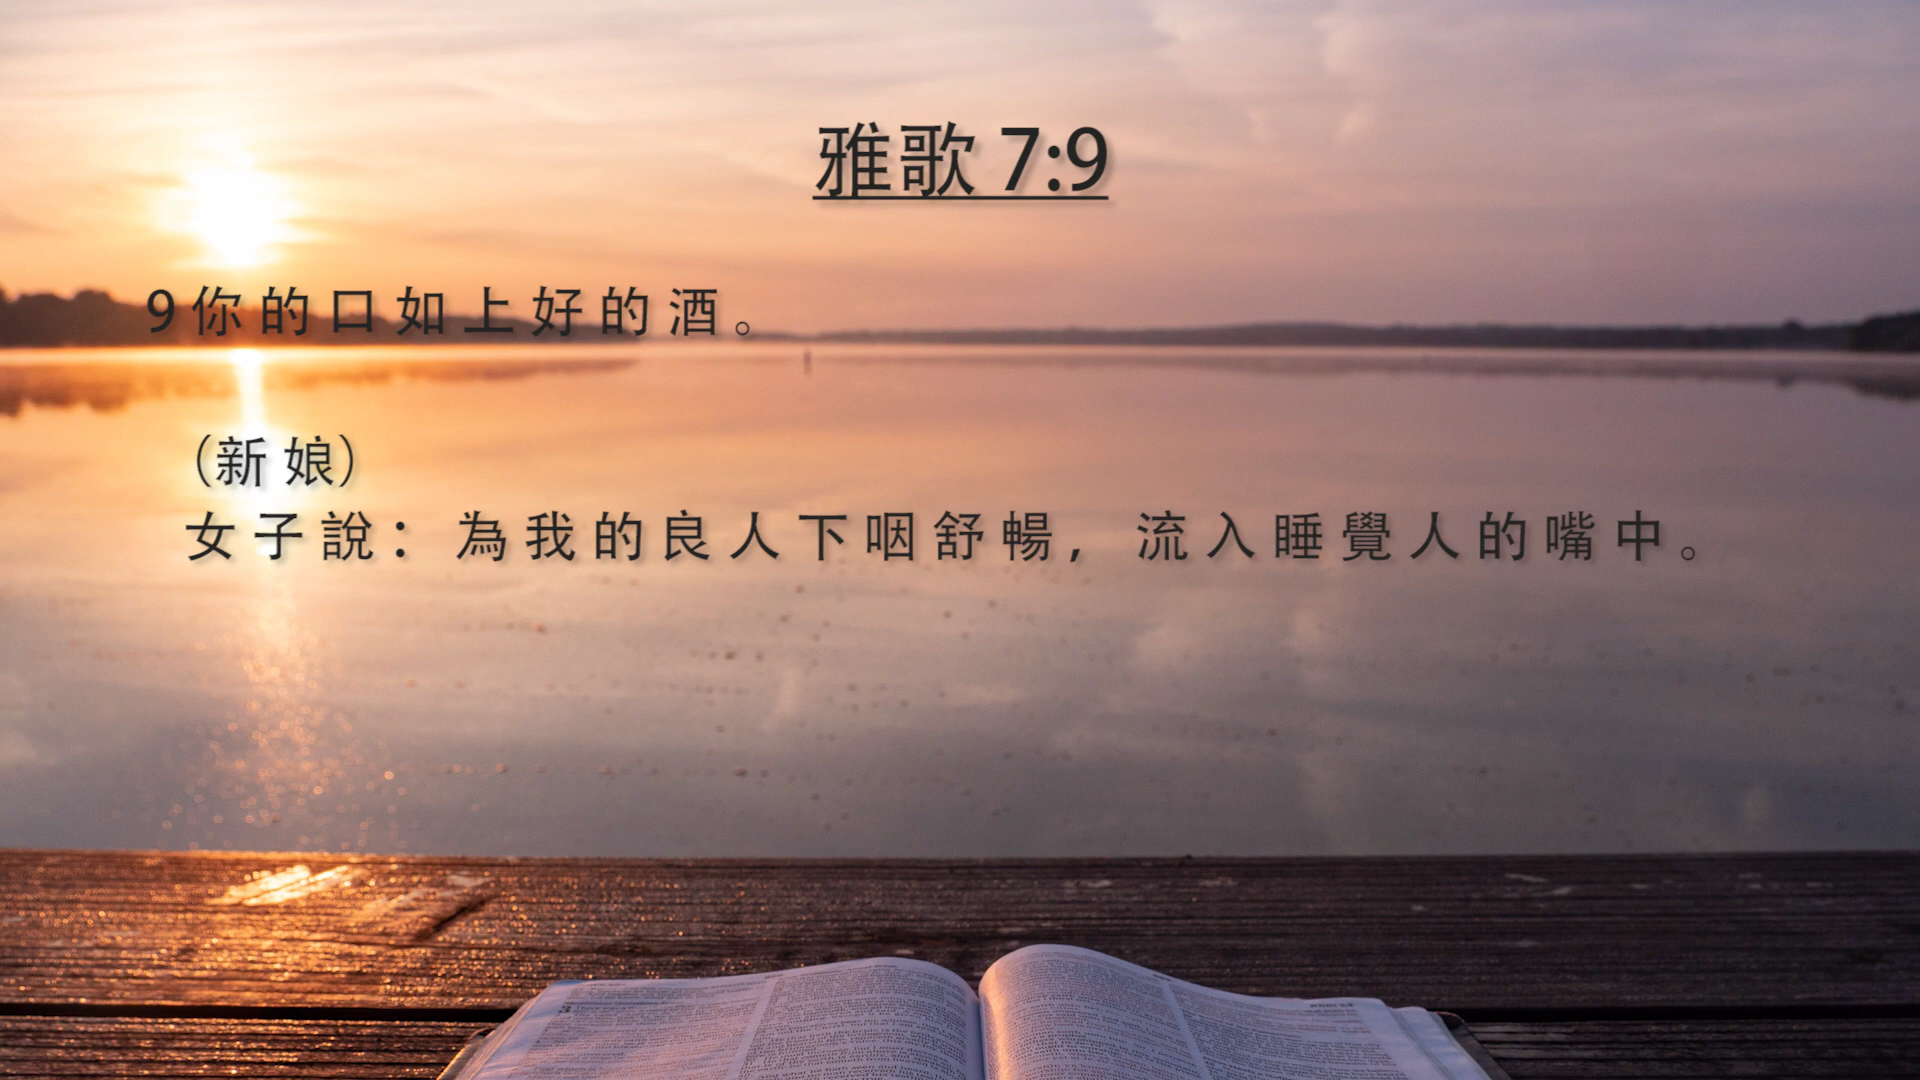 雅歌 7:9
9你的口如上好的酒。
(新娘)
女子說：為我的良人下咽舒暢，流入睡覺人的嘴中。